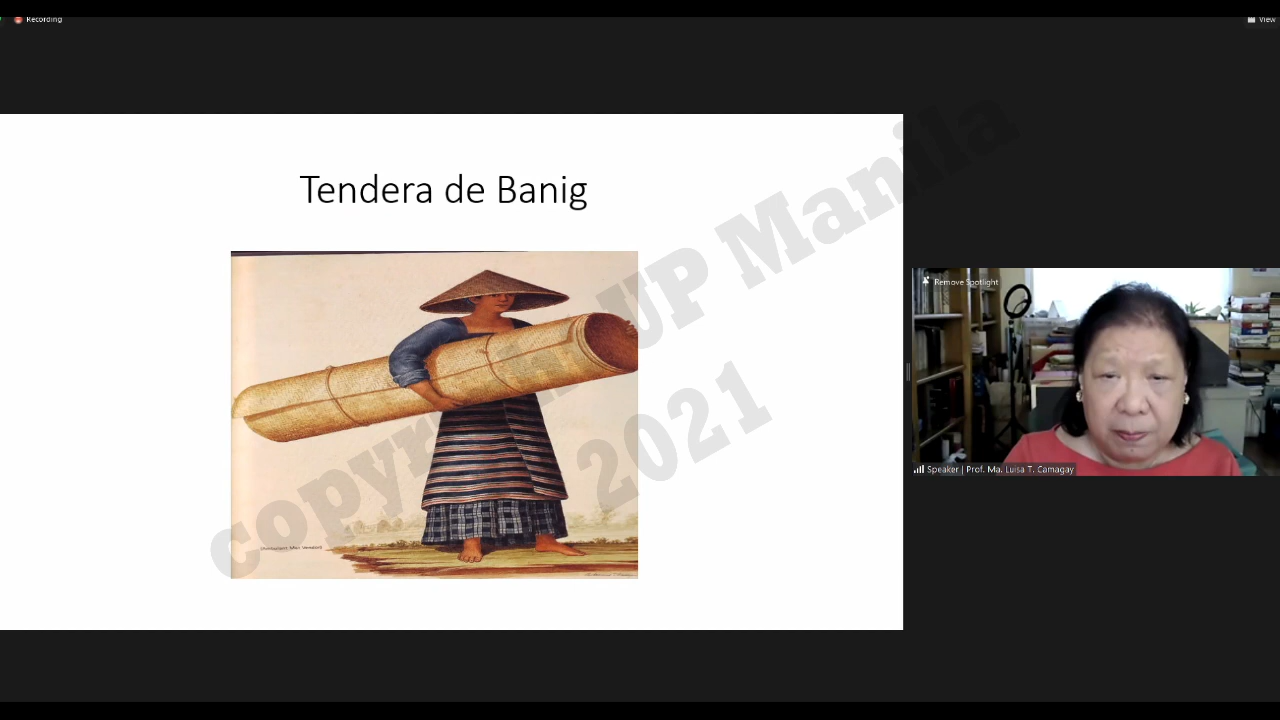 Recording
View
Tendera de Banig
copyright UP Manila
2021
Remove Spotlight
Speaker | Prof. Ma. Luisa T. Camagay